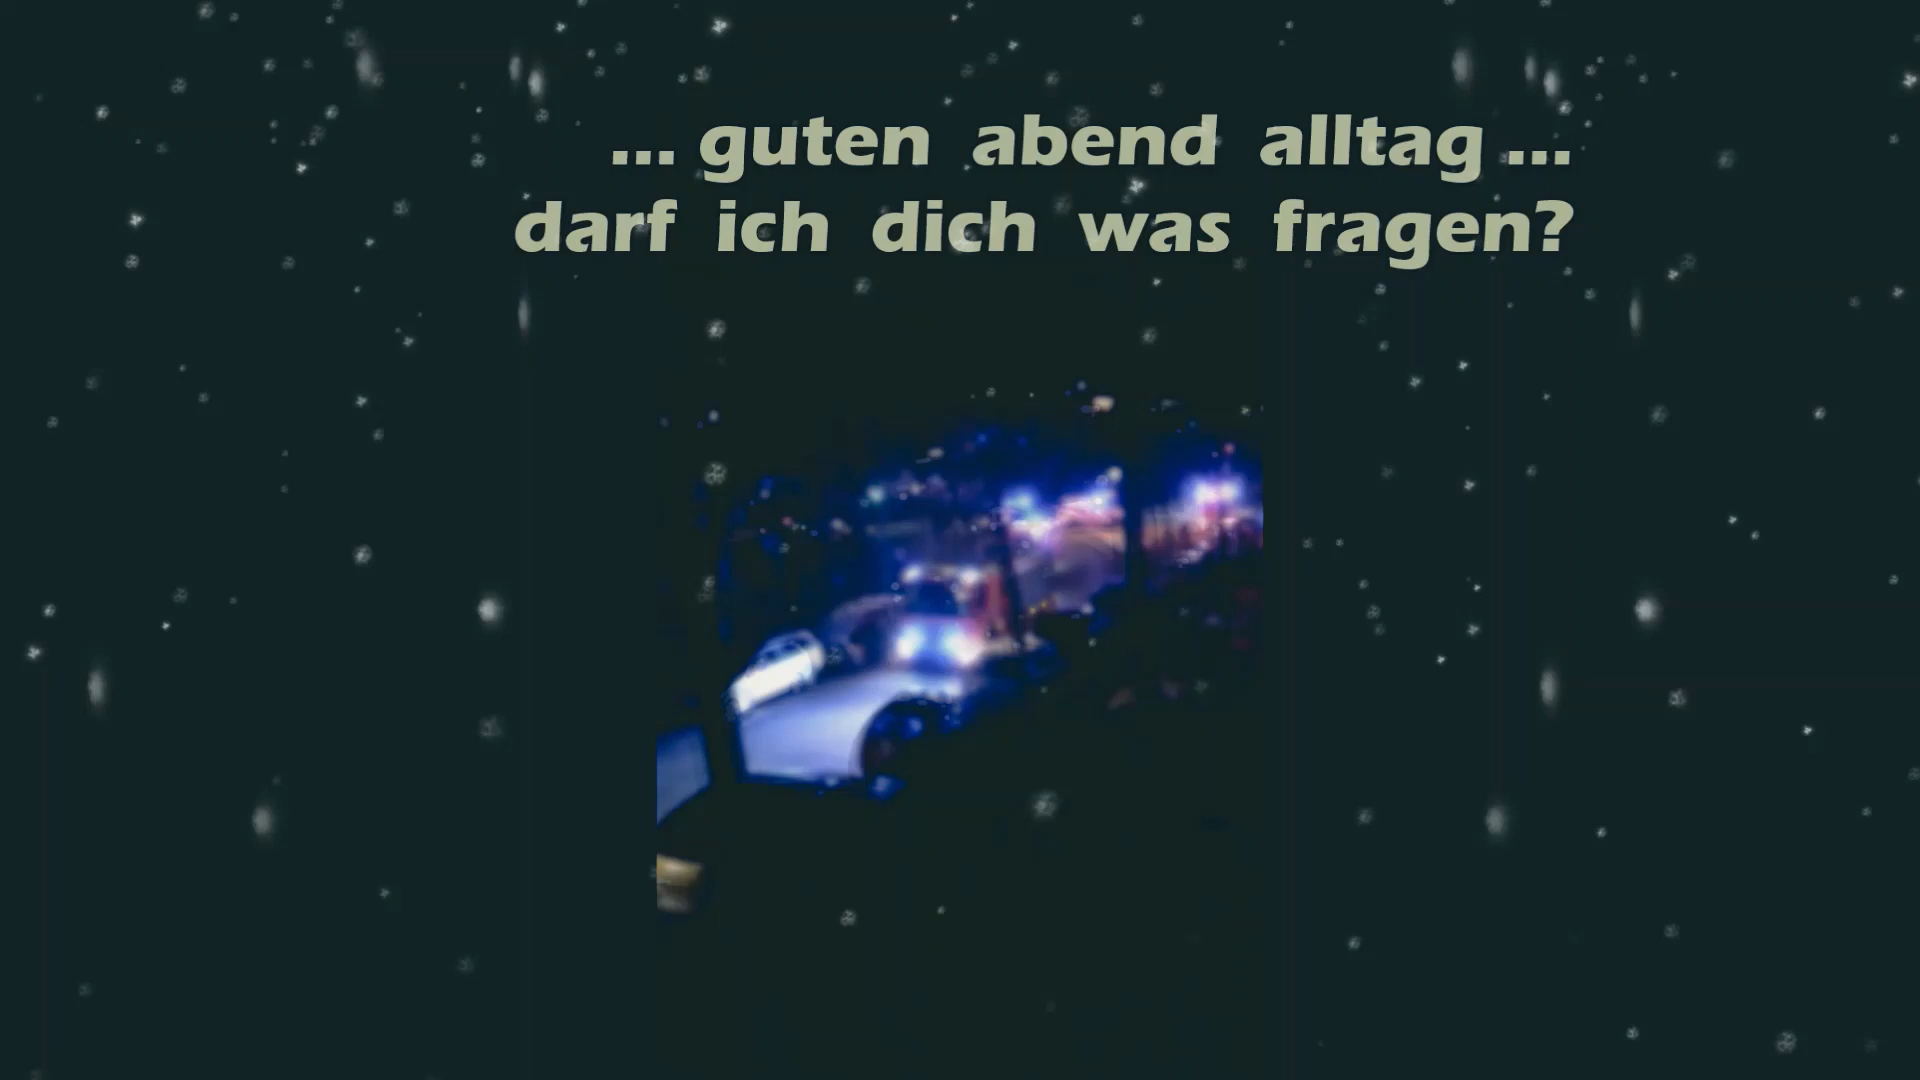 ... guten abend alltag ...
darf ich dich was fragen?